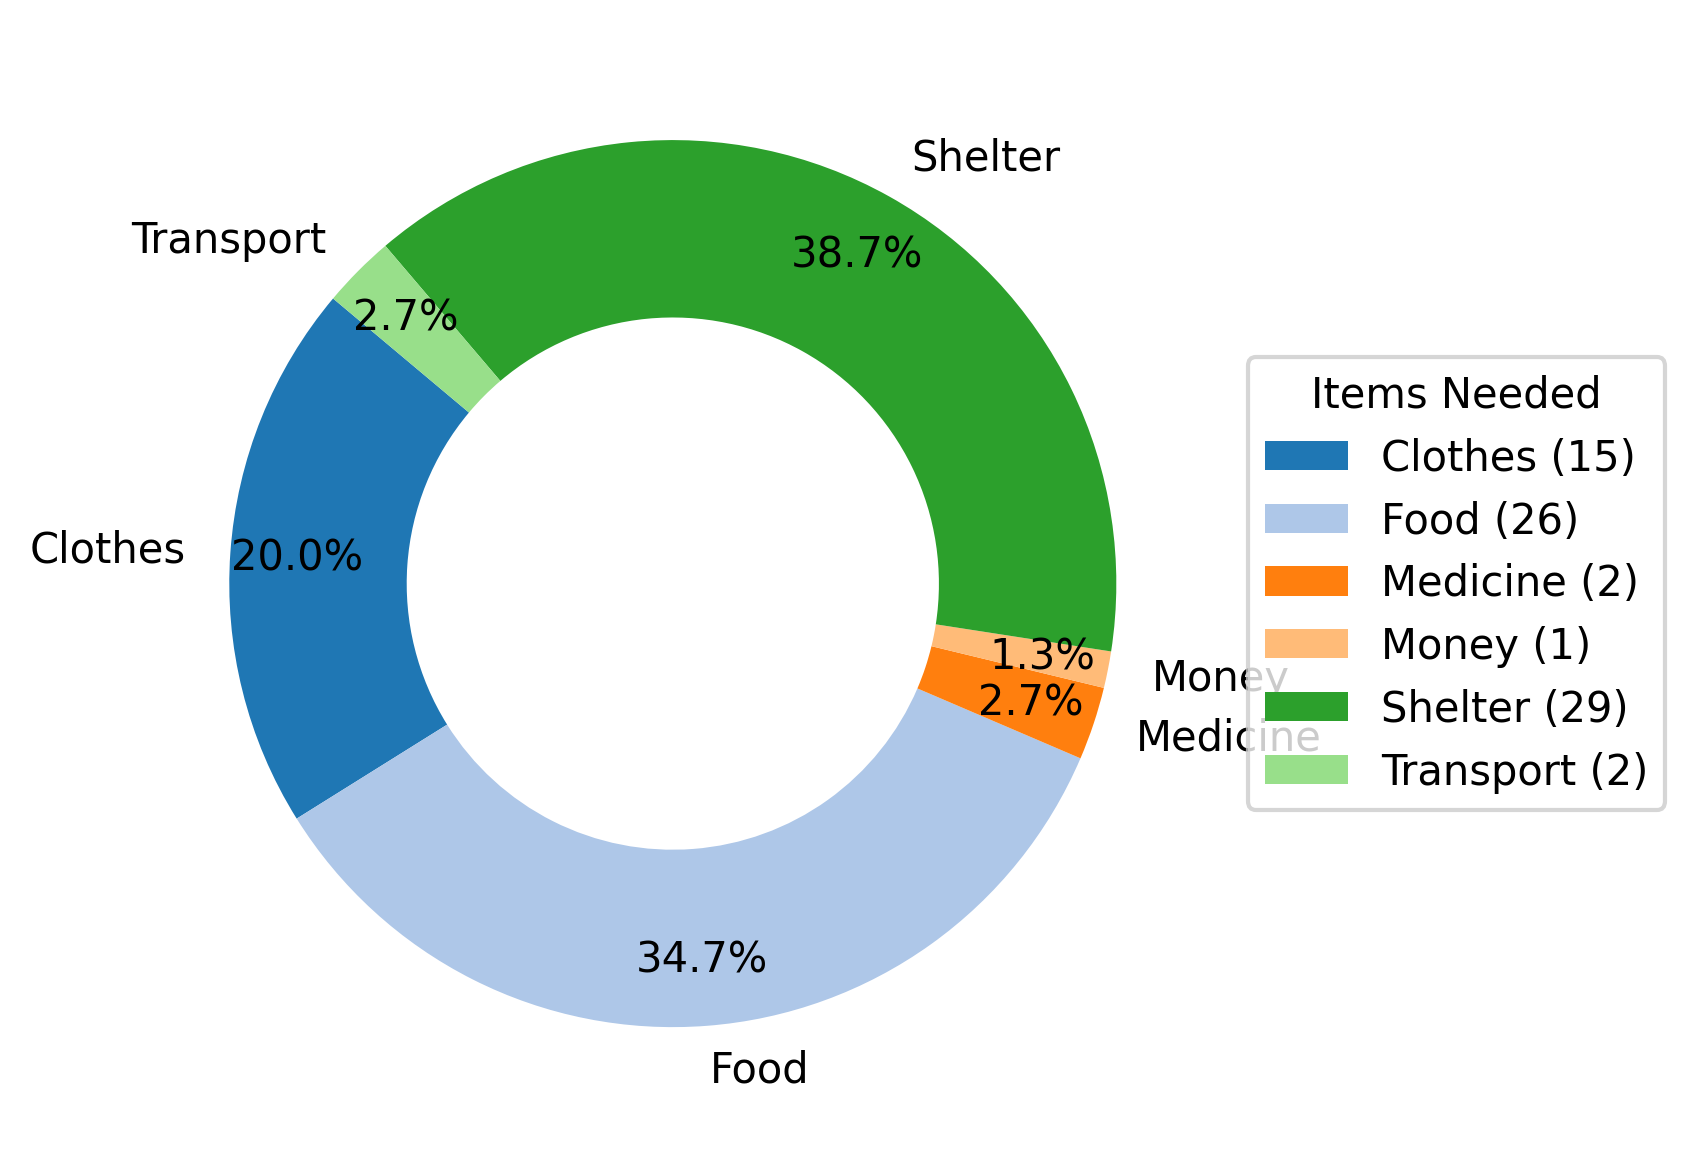 Shelter
38.7%
Transport
2.7%
Clothes
20.0%
1.3%
Money
2.7%
Medicine
34.7%
Food
Items Needed
Clothes (15)
Food (26)
Medicine (2)
Money (1)
Shelter (29)
Transport (2)